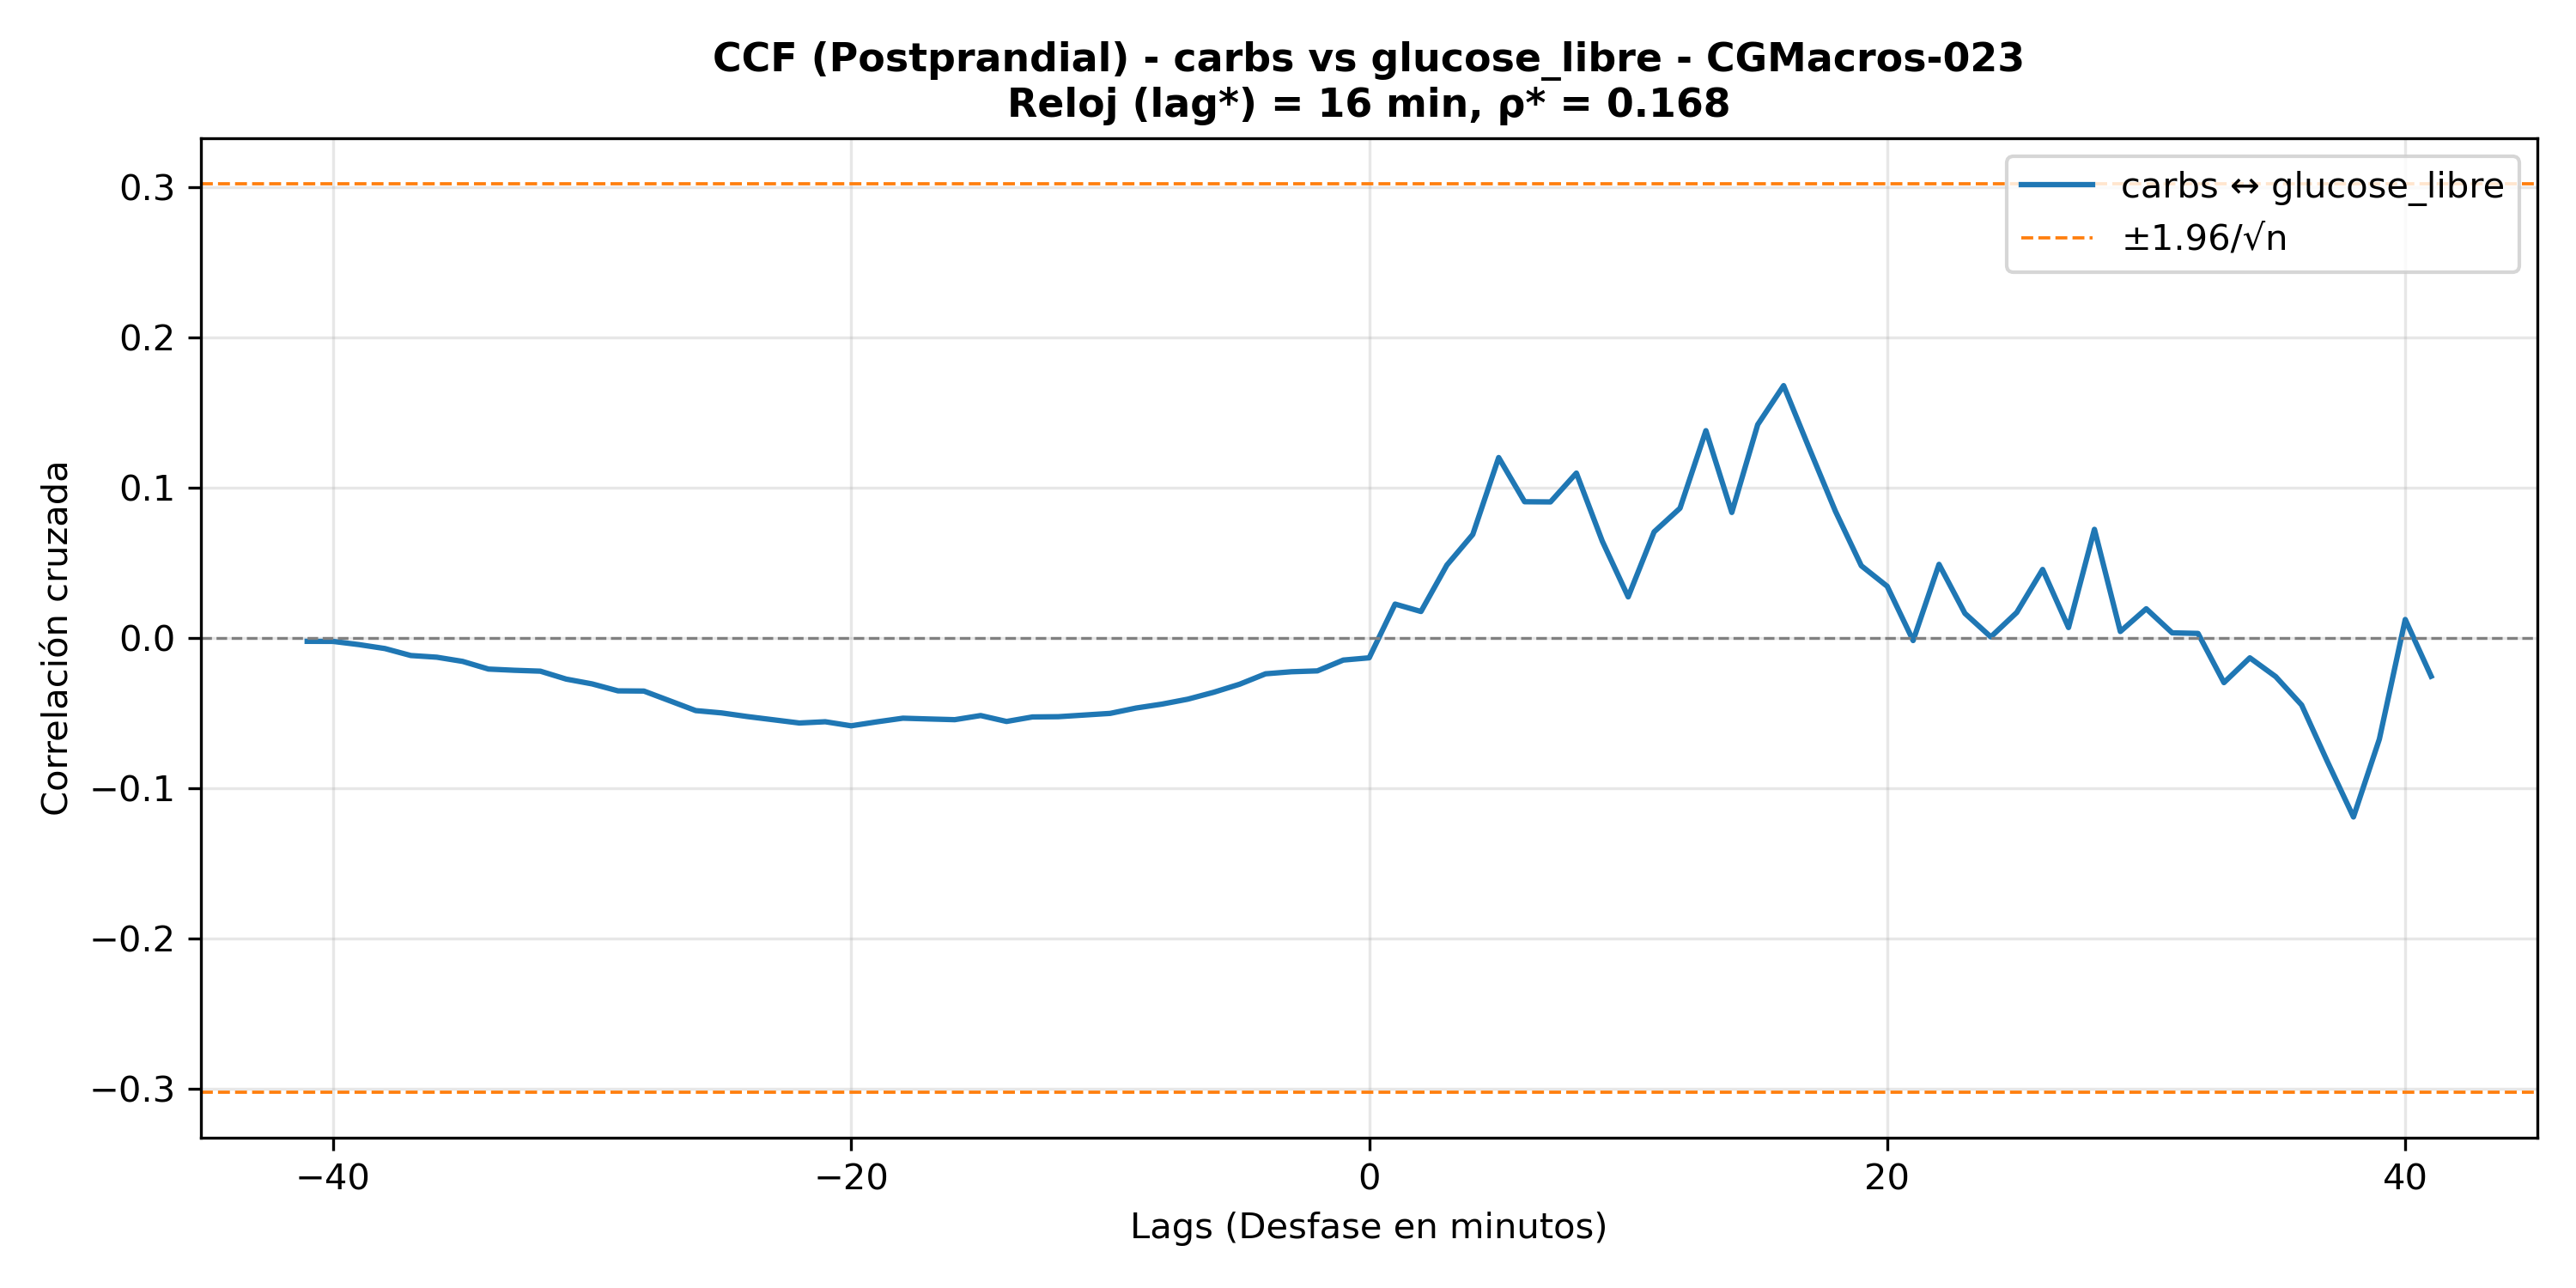 CCF (Postprandial) - carbs vs glucose_libre - CGMacros-023
Reloj (lag*) = 16 min, ρ* = 0.168
carbs ↔ glucose_libre
±1.96/√n
Correlación cruzada
0.3
0.2
0.1
0.0
−0.1
−0.2
−0.3
−40
−20
0
20
40
Lags (Desfase en minutos)